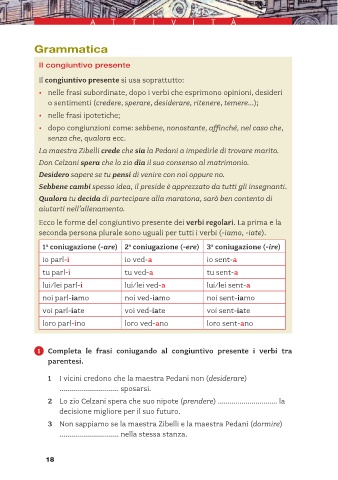 ATTIVITÀ
Grammatica
Il congiuntivo presente
Il congiuntivo presente si usa soprattutto:
• nelle frasi subordinate, dopo i verbi che esprimono opinioni, desideri
o sentimenti (credere, sperare, desiderare, ritenere, temere...);
• nelle frasi ipotetiche;
• dopo congiunzioni come: sebbene, nonostante, affinché, nel caso che,
senza che, qualora ecc.
La maestra Zibelli crede che sia la Pedani a impedirle di trovare marito.
Don Celzani spera che lo zio dia il suo consenso al matrimonio.
Desidero sapere se tu pensi di venire con noi oppure no.
Sebbene cambi spesso idea, il preside è apprezzato da tutti gli insegnanti.
Qualora tu decida di partecipare alla maratona, sarò ben contento di
aiutarti nell'allenamento.
Ecco le forme del congiuntivo presente dei verbi regolari. La prima e la
seconda persona plurale sono uguali per tutti i verbi (-iamo, -iate).
1ª coniugazione (-are) 2ª coniugazione (-ere) 3ª coniugazione (-ire)
io parl-i io ved-a io sent-a
tu parl-i tu ved-a tu sent-a
lui/lei parl-i lui/lei ved-a lui/lei sent-a
noi parl-iamo noi ved-iamo noi sent-iamo
voi parl-iate voi ved-iate voi sent-iate
loro parl-ino loro ved-ano loro sent-ano
1 Completa le frasi coniugando al congiuntivo presente i verbi tra
parentesi.
1 I vicini credono che la maestra Pedani non (desiderare)
.............................. sposarsi.
2 Lo zio Celzani spera che suo nipote (prendere) .............................. la
decisione migliore per il suo futuro.
3 Non sappiamo se la maestra Zibelli e la maestra Pedani (dormire)
.............................. nella stessa stanza.
18